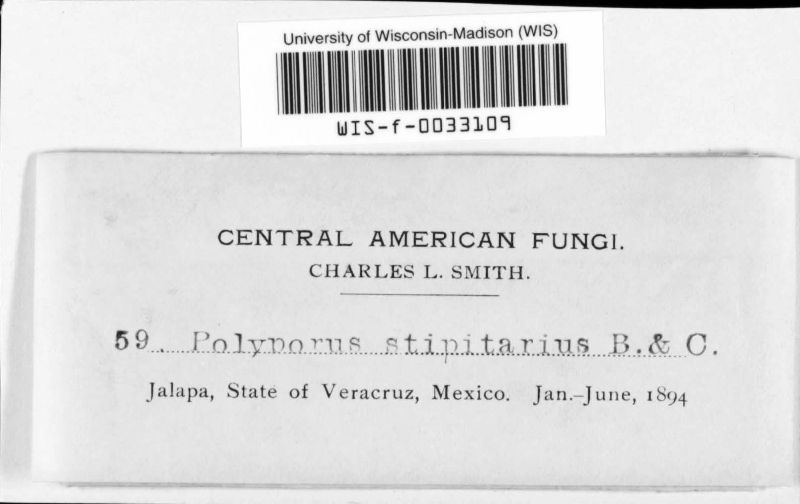 University of Wisconsin-Madison (WIS)
WIS-f-0033109
CENTRAL AMERICAN FUNGI.
CHARLES L. SMITH.
59. Polyporus stipitarius B. & C.
Jalapa, State of Veracruz, Mexico. Jan.-June, 1894